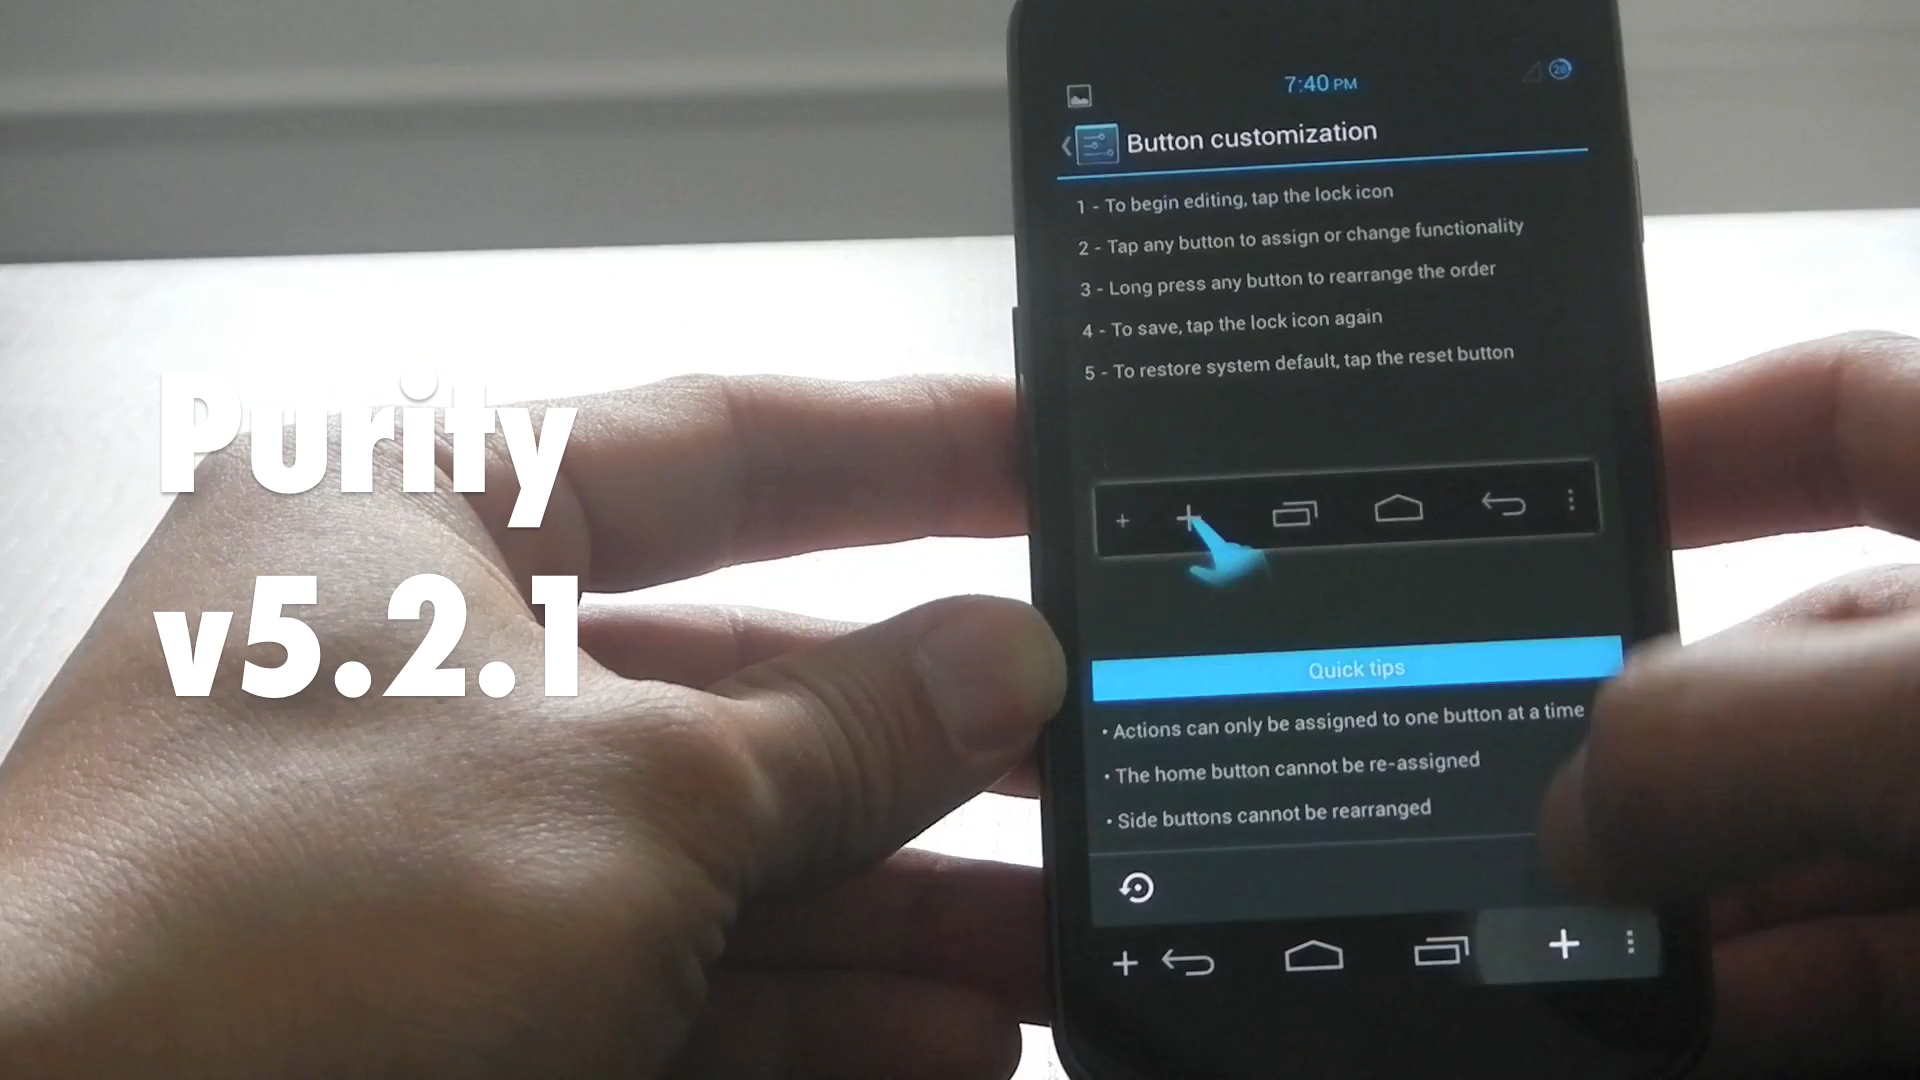 Purity
v5.2.1
7:40 PM
28
Button customization
1 - To begin editing, tap the lock icon
2 - Tap any button to assign or change functionality
3 - Long press any button to rearrange the order
4 - To save, tap the lock icon again
5 - To restore system default, tap the reset button
Quick tips
• Actions can only be assigned to one button at a time
• The home button cannot be re-assigned
• Side buttons cannot be rearranged